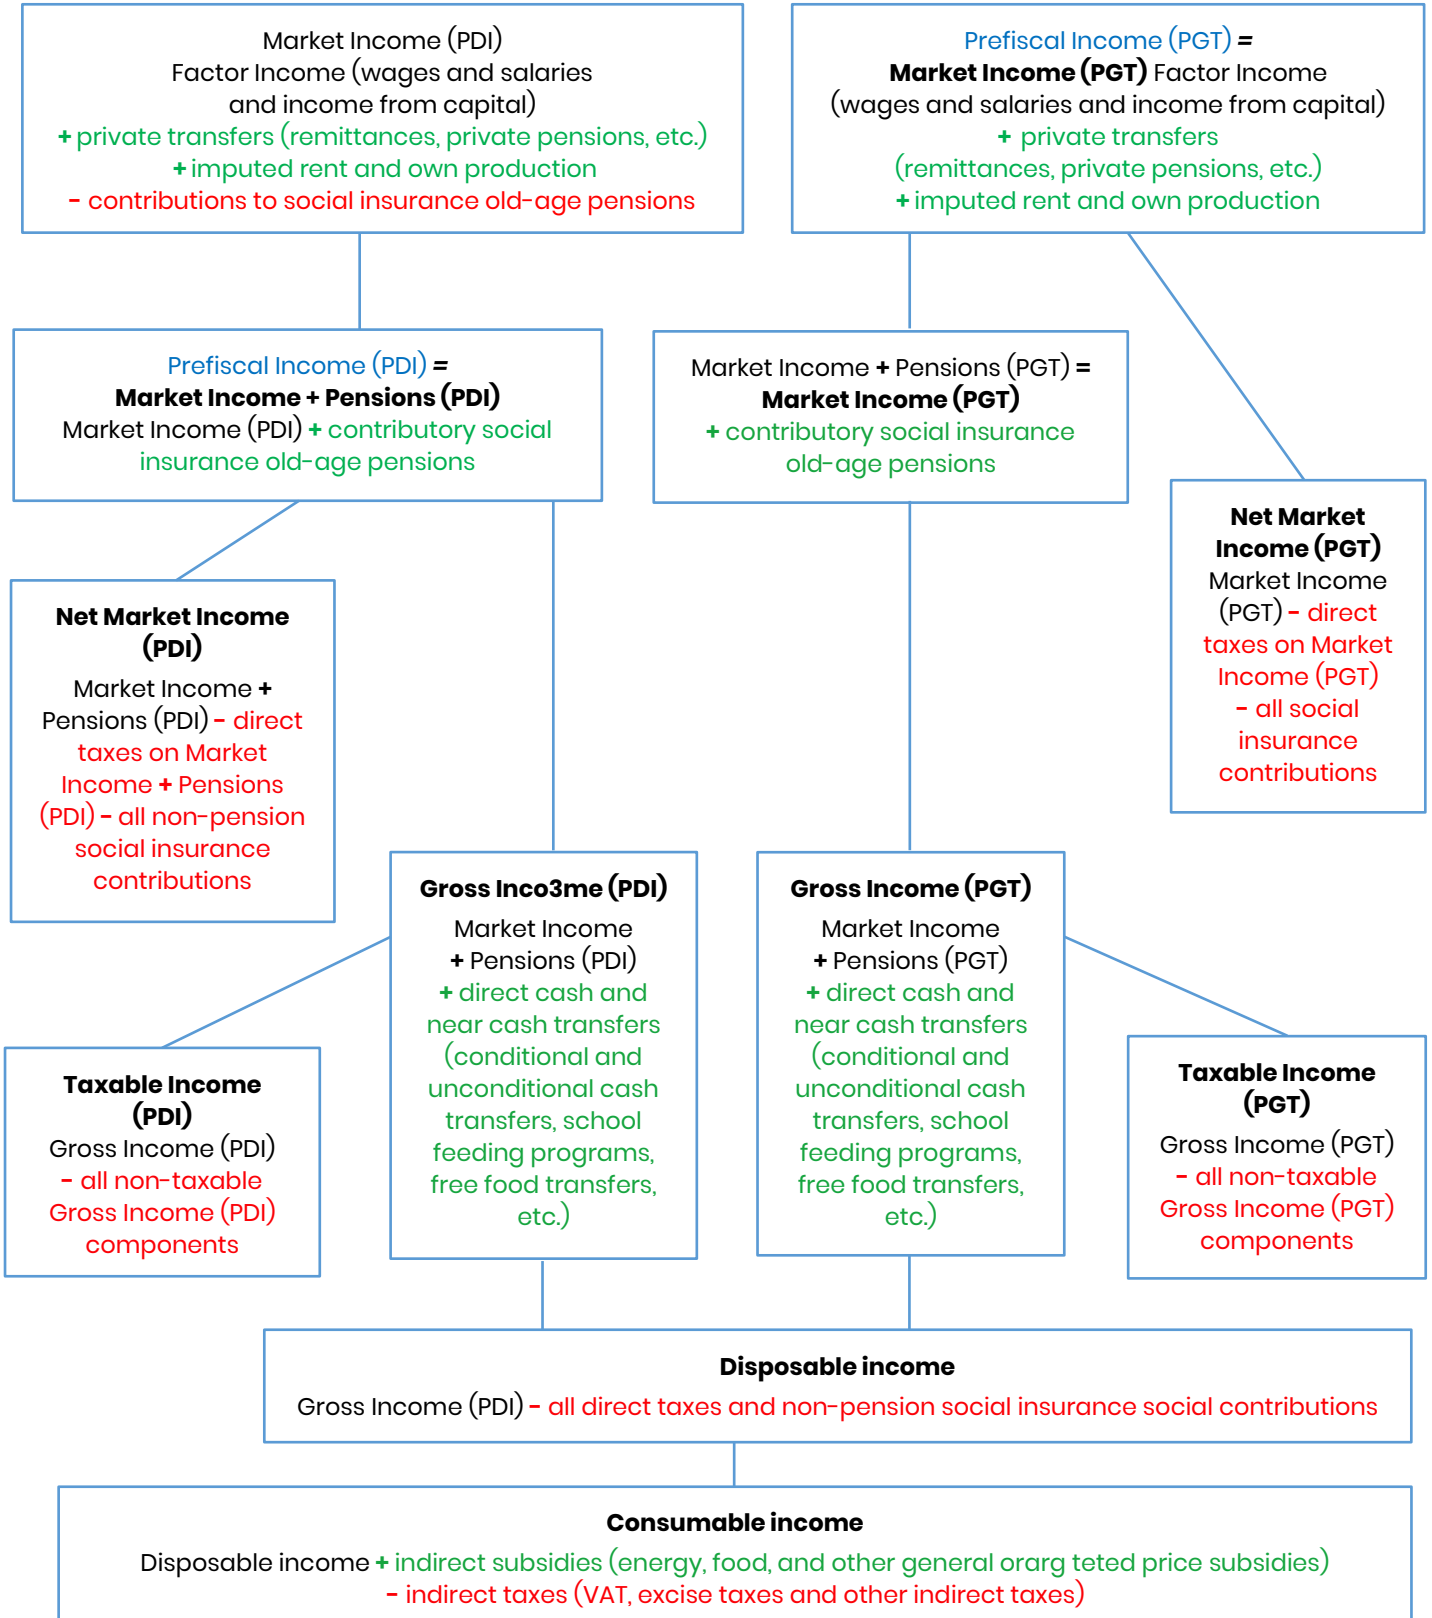 Market Income (PDI)
Factor Income (wages and salaries
and income from capital)
+ private transfers (remittances, private pensions, etc.)
+ imputed rent and own production
- contributions to social insurance old-age pensions
Prefiscal Income (PGT) =
Market Income (PGT) Factor Income
(wages and salaries and income from capital)
+ private transfers
(remittances, private pensions, etc.)
+ imputed rent and own production
Prefiscal Income (PDI) =
Market Income + Pensions (PDI)
Market Income (PDI) + contributory social
insurance old-age pensions
Market Income + Pensions (PGT) =
Market Income (PGT)
+ contributory social insurance
old-age pensions
Net Market
Income (PGT)
Market Income
(PGT) - direct
taxes on Market
Income (PGT)
- all social
insurance
contributions
Net Market Income
(PDI)
Market Income +
Pensions (PDI) - direct
taxes on Market
Income + Pensions
(PDI) - all non-pension
social insurance
contributions
Gross Inco3me (PDI)
Market Income
+ Pensions (PDI)
+ direct cash and
near cash transfers
(conditional and
unconditional cash
transfers, school
feeding programs,
free food transfers,
etc.)
Gross Income (PGT)
Market Income
+ Pensions (PGT)
+ direct cash and
near cash transfers
(conditional and
unconditional cash
transfers, school
feeding programs,
free food transfers,
etc.)
Taxable Income
(PDI)
Gross Income (PDI)
- all non-taxable
Gross Income (PDI)
components
Taxable Income
(PGT)
Gross Income (PGT)
- all non-taxable
Gross Income (PGT)
components
Disposable income
Gross Income (PDI) - all direct taxes and non-pension social insurance social contributions
Consumable income
Disposable income + indirect subsidies (energy, food, and other general orarg teted price subsidies)
- indirect taxes (VAT, excise taxes and other indirect taxes)